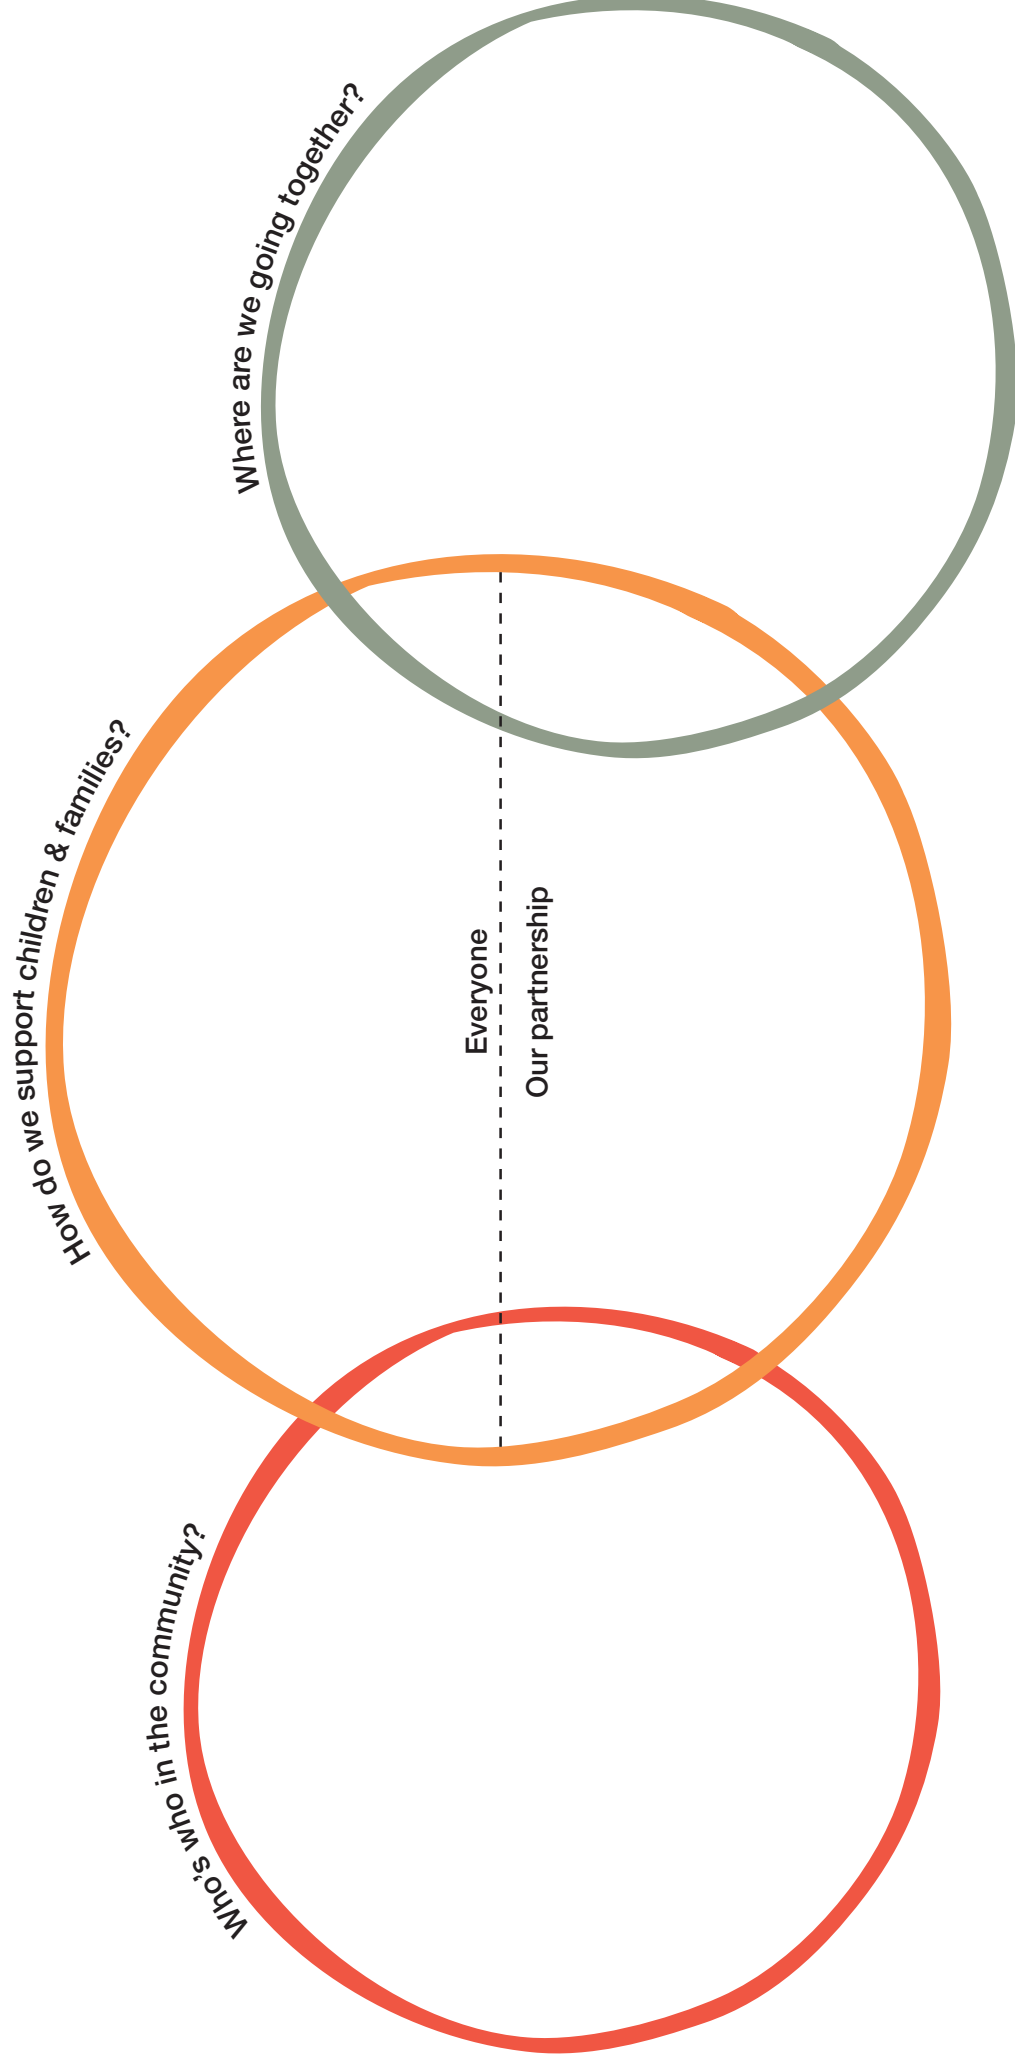 Who's who in the community?
How do we support children & families?
Everyone
Our partnership
Where are we going together?